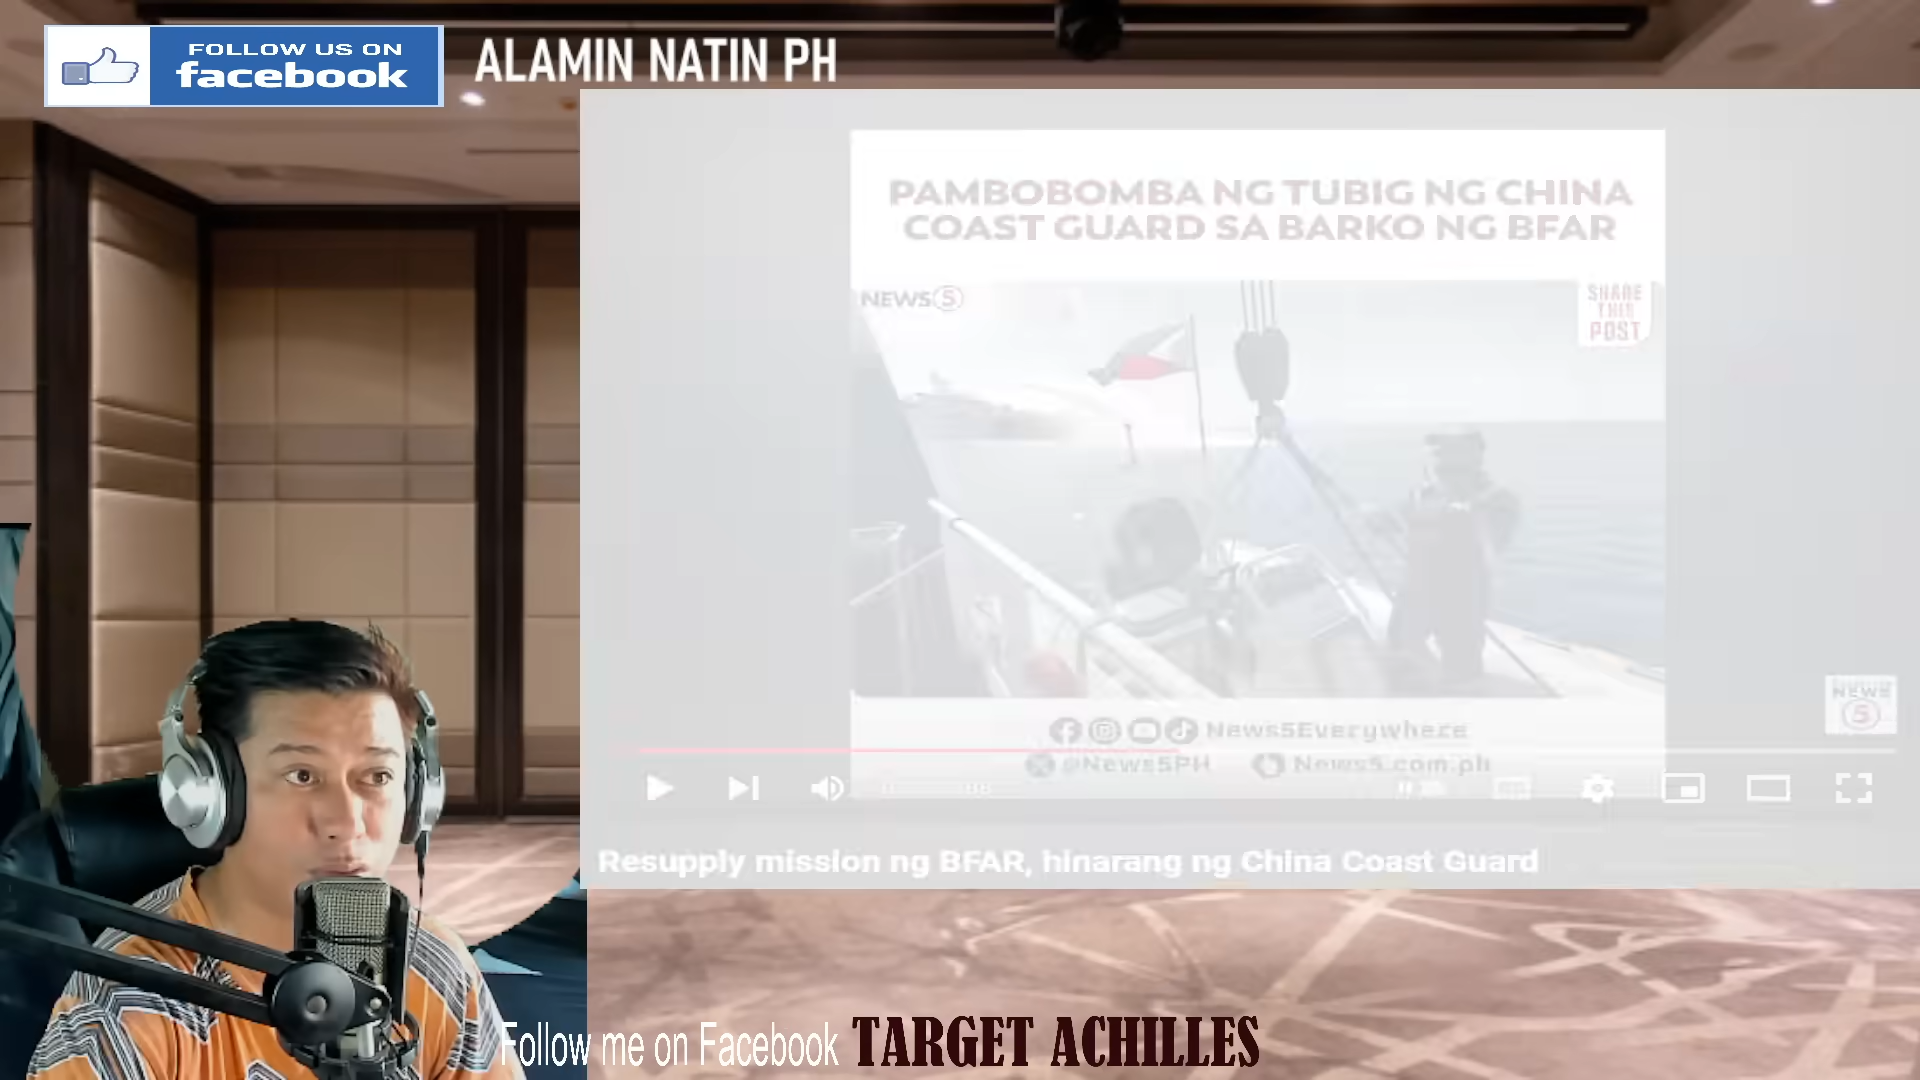 FOLLOW US ON
facebook
ALAMIN NATIN PH
PAMBOBOMBA NG TUBIG NG CHINA
COAST GUARD SA BARKO NG BFAR
NEWS 5
SHARE
THIS
POST
NEWS
5
News5Everywhere
@News5PH
News5.com.ph
Resupply mission ng BFAR, hinarang ng China Coast Guard
Follow me on Facebook TARGET ACHILLES